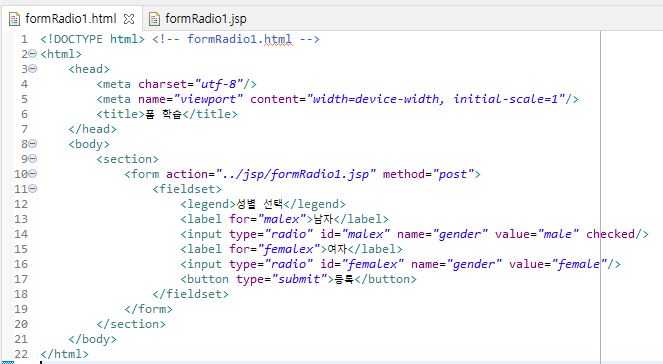 formRadio1.html formRadio1.jsp
1 <!DOCTYPE html> <!-- formRadio1.html -->
2 <html>
3 <head>
4 <meta charset="utf-8"/>
5 <meta name="viewport" content="width=device-width, initial-scale=1"/>
6 <title>폼 학습</title>
7 </head>
8 <body>
9 <section>
10 <form action="../jsp/formRadio1.jsp" method="post">
11 <fieldset>
12 <legend>성별 선택</legend>
13 <label for="malex">남자</label>
14 <input type="radio" id="malex" name="gender" value="male" checked/>
15 <label for="femalex">여자</label>
16 <input type="radio" id="femalex" name="gender" value="female"/>
17 <button type="submit">등록</button>
18 </fieldset>
19 </form>
20 </section>
21 </body>
22 </html>